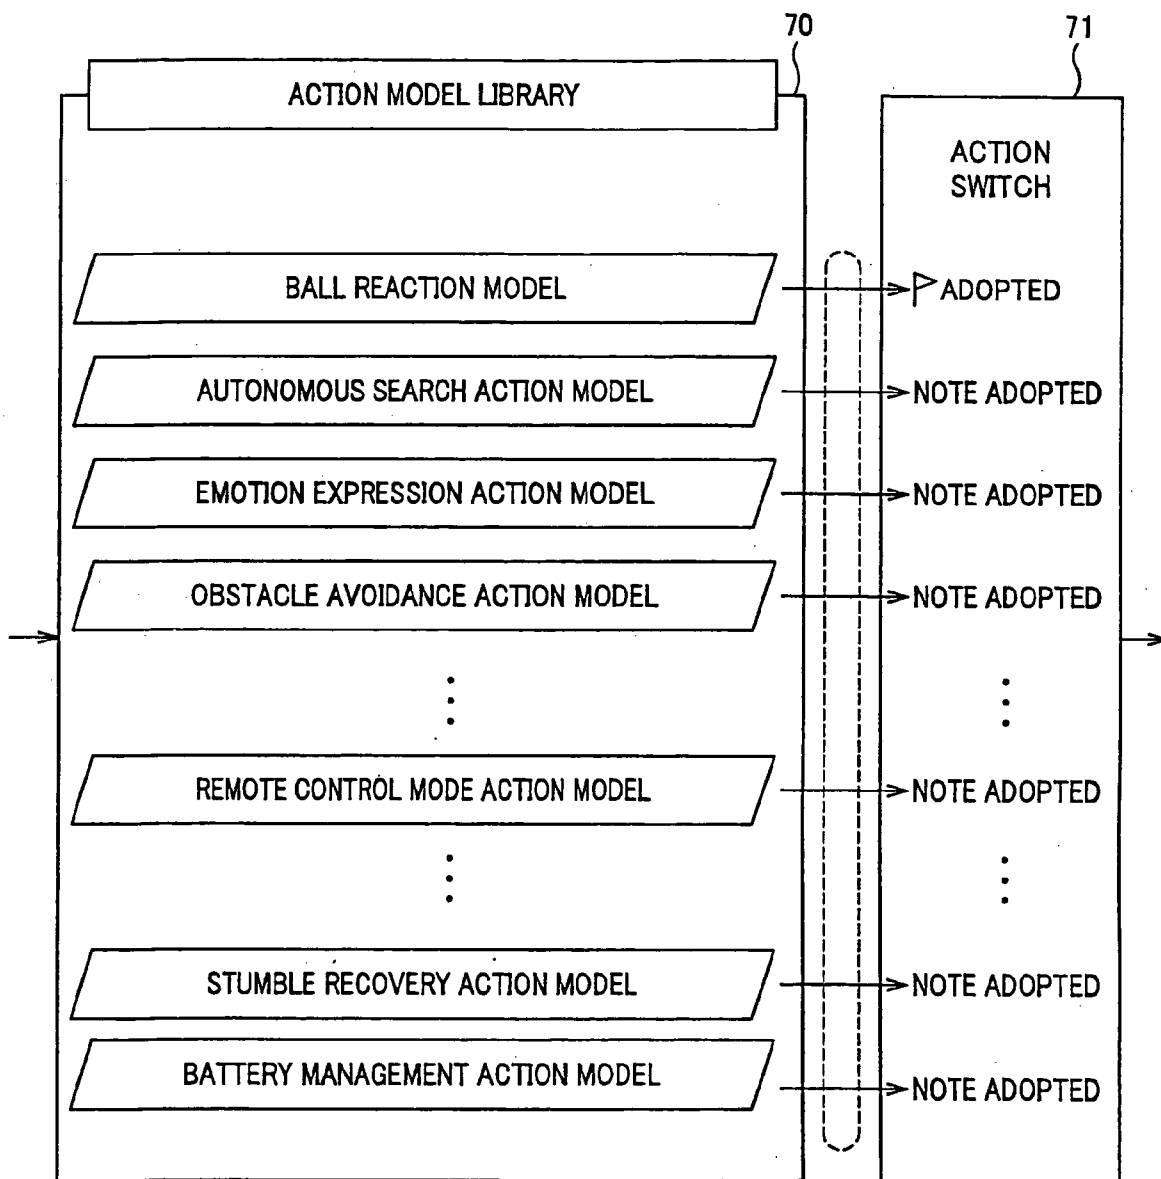 70
71
ACTION MODEL LIBRARY
ACTION
SWITCH
BALL REACTION MODEL
ADOPTED
AUTONOMOUS SEARCH ACTION MODEL
NOTE ADOPTED
EMOTION EXPRESSION ACTION MODEL
NOTE ADOPTED
OBSTACLE AVOIDANCE ACTION MODEL
NOTE ADOPTED
REMOTE CONTROL MODE ACTION MODEL
NOTE ADOPTED
STUMBLE RECOVERY ACTION MODEL
NOTE ADOPTED
BATTERY MANAGEMENT ACTION MODEL
NOTE ADOPTED